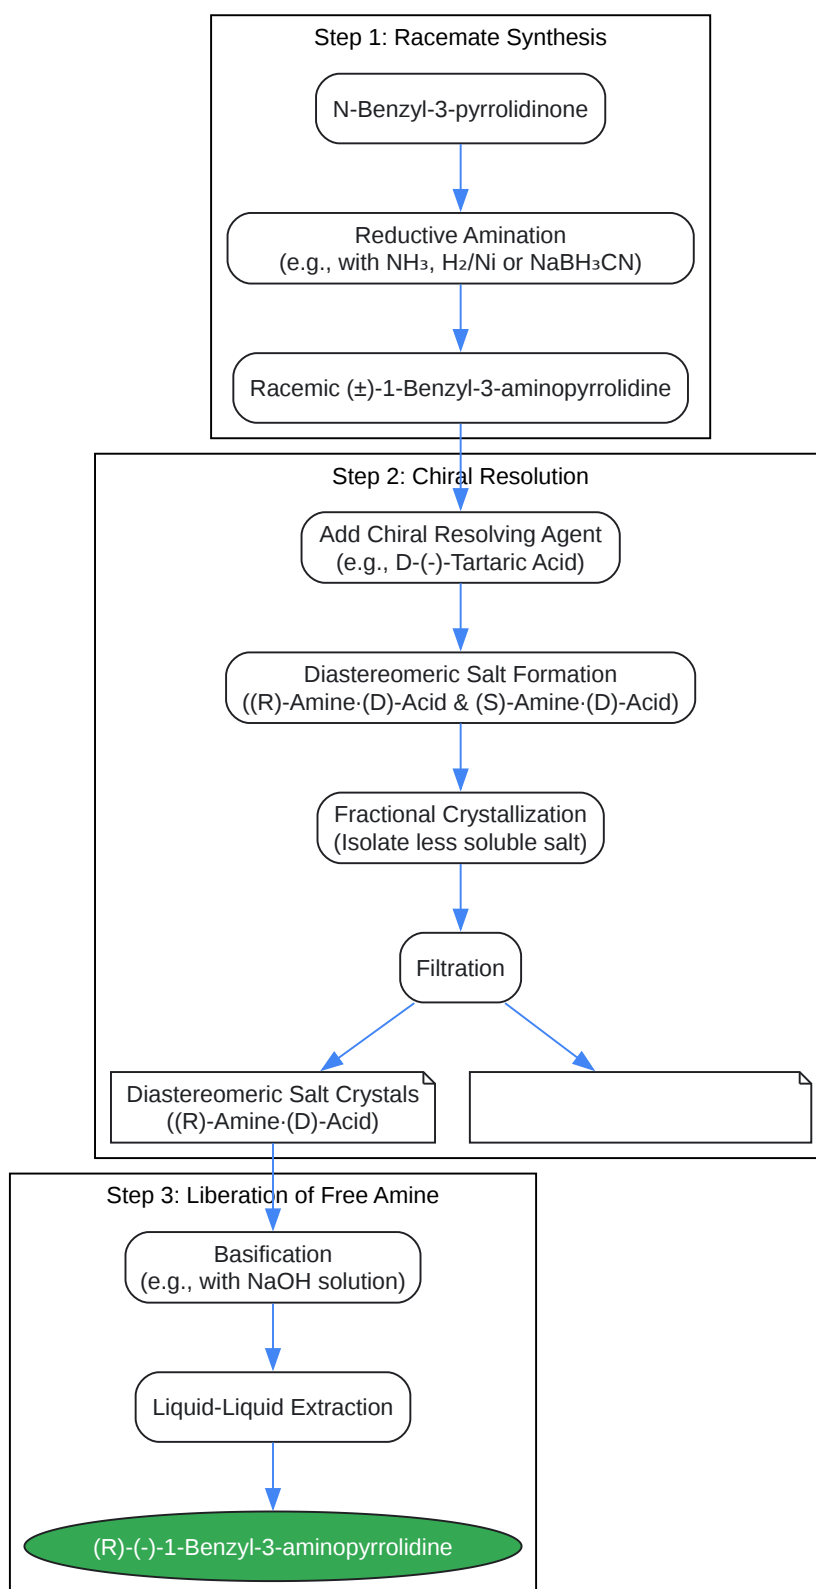 Step 1: Racemate Synthesis
N-Benzyl-3-pyrrolidinone
Reductive Amination
(e.g., with NH₃, H₂/Ni or NaBH₃CN)
Racemic (±)-1-Benzyl-3-aminopyrrolidine
Step 2: Chiral Resolution
Add Chiral Resolving Agent
(e.g., D-(-)-Tartaric Acid)
Diastereomeric Salt Formation
((R)-Amine·(D)-Acid & (S)-Amine·(D)-Acid)
Fractional Crystallization
(Isolate less soluble salt)
Filtration
Diastereomeric Salt Crystals
((R)-Amine·(D)-Acid)
Step 3: Liberation of Free Amine
Basification
(e.g., with NaOH solution)
Liquid-Liquid Extraction
(R)-(-)-1-Benzyl-3-aminopyrrolidine